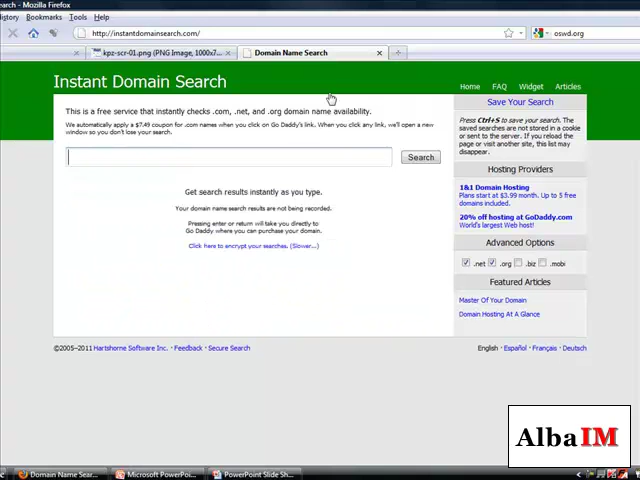 search - Mozilla Firefox
History Bookmarks Tools Help
http://instantdomainsearch.com/
oswd.org
kpz-scr-01.png (PNG Image, 1000x7...
Domain Name Search
Instant Domain Search
Home FAQ Widget Articles
This is a free service that instantly checks .com, .net, and .org domain name availability.
We automatically apply a $7.49 coupon for .com names when you click on Go Daddy's link. When you click any link, we'll open a new
window so you don't lose your search.
Search
Get search results instantly as you type.
Your domain name search results are not being recorded.
Pressing enter or return will take you directly to
Go Daddy where you can purchase your domain.
Click here to encrypt your searches. (Slower...)
Save Your Search
Press Ctrl+S to save your search. The
saved searches are not stored in a cookie
or sent to the server. If you reload the
page or visit another site, this list may
disappear.
Hosting Providers
1&1 Domain Hosting
Plans start at $3.99 month. Up to 5 free
domains included.
20% off hosting at GoDaddy.com
World's largest Web host!
Advanced Options
.net .org .biz .mobi
Featured Articles
Master Of Your Domain
Domain Hosting At A Glance
©2005–2011 Hartshorne Software Inc. · Feedback · Secure Search
English · Español · Français · Deutsch
AlbaIM
Domain Name Sear...
Microsoft PowerPoi...
PowerPoint Slide Sh...